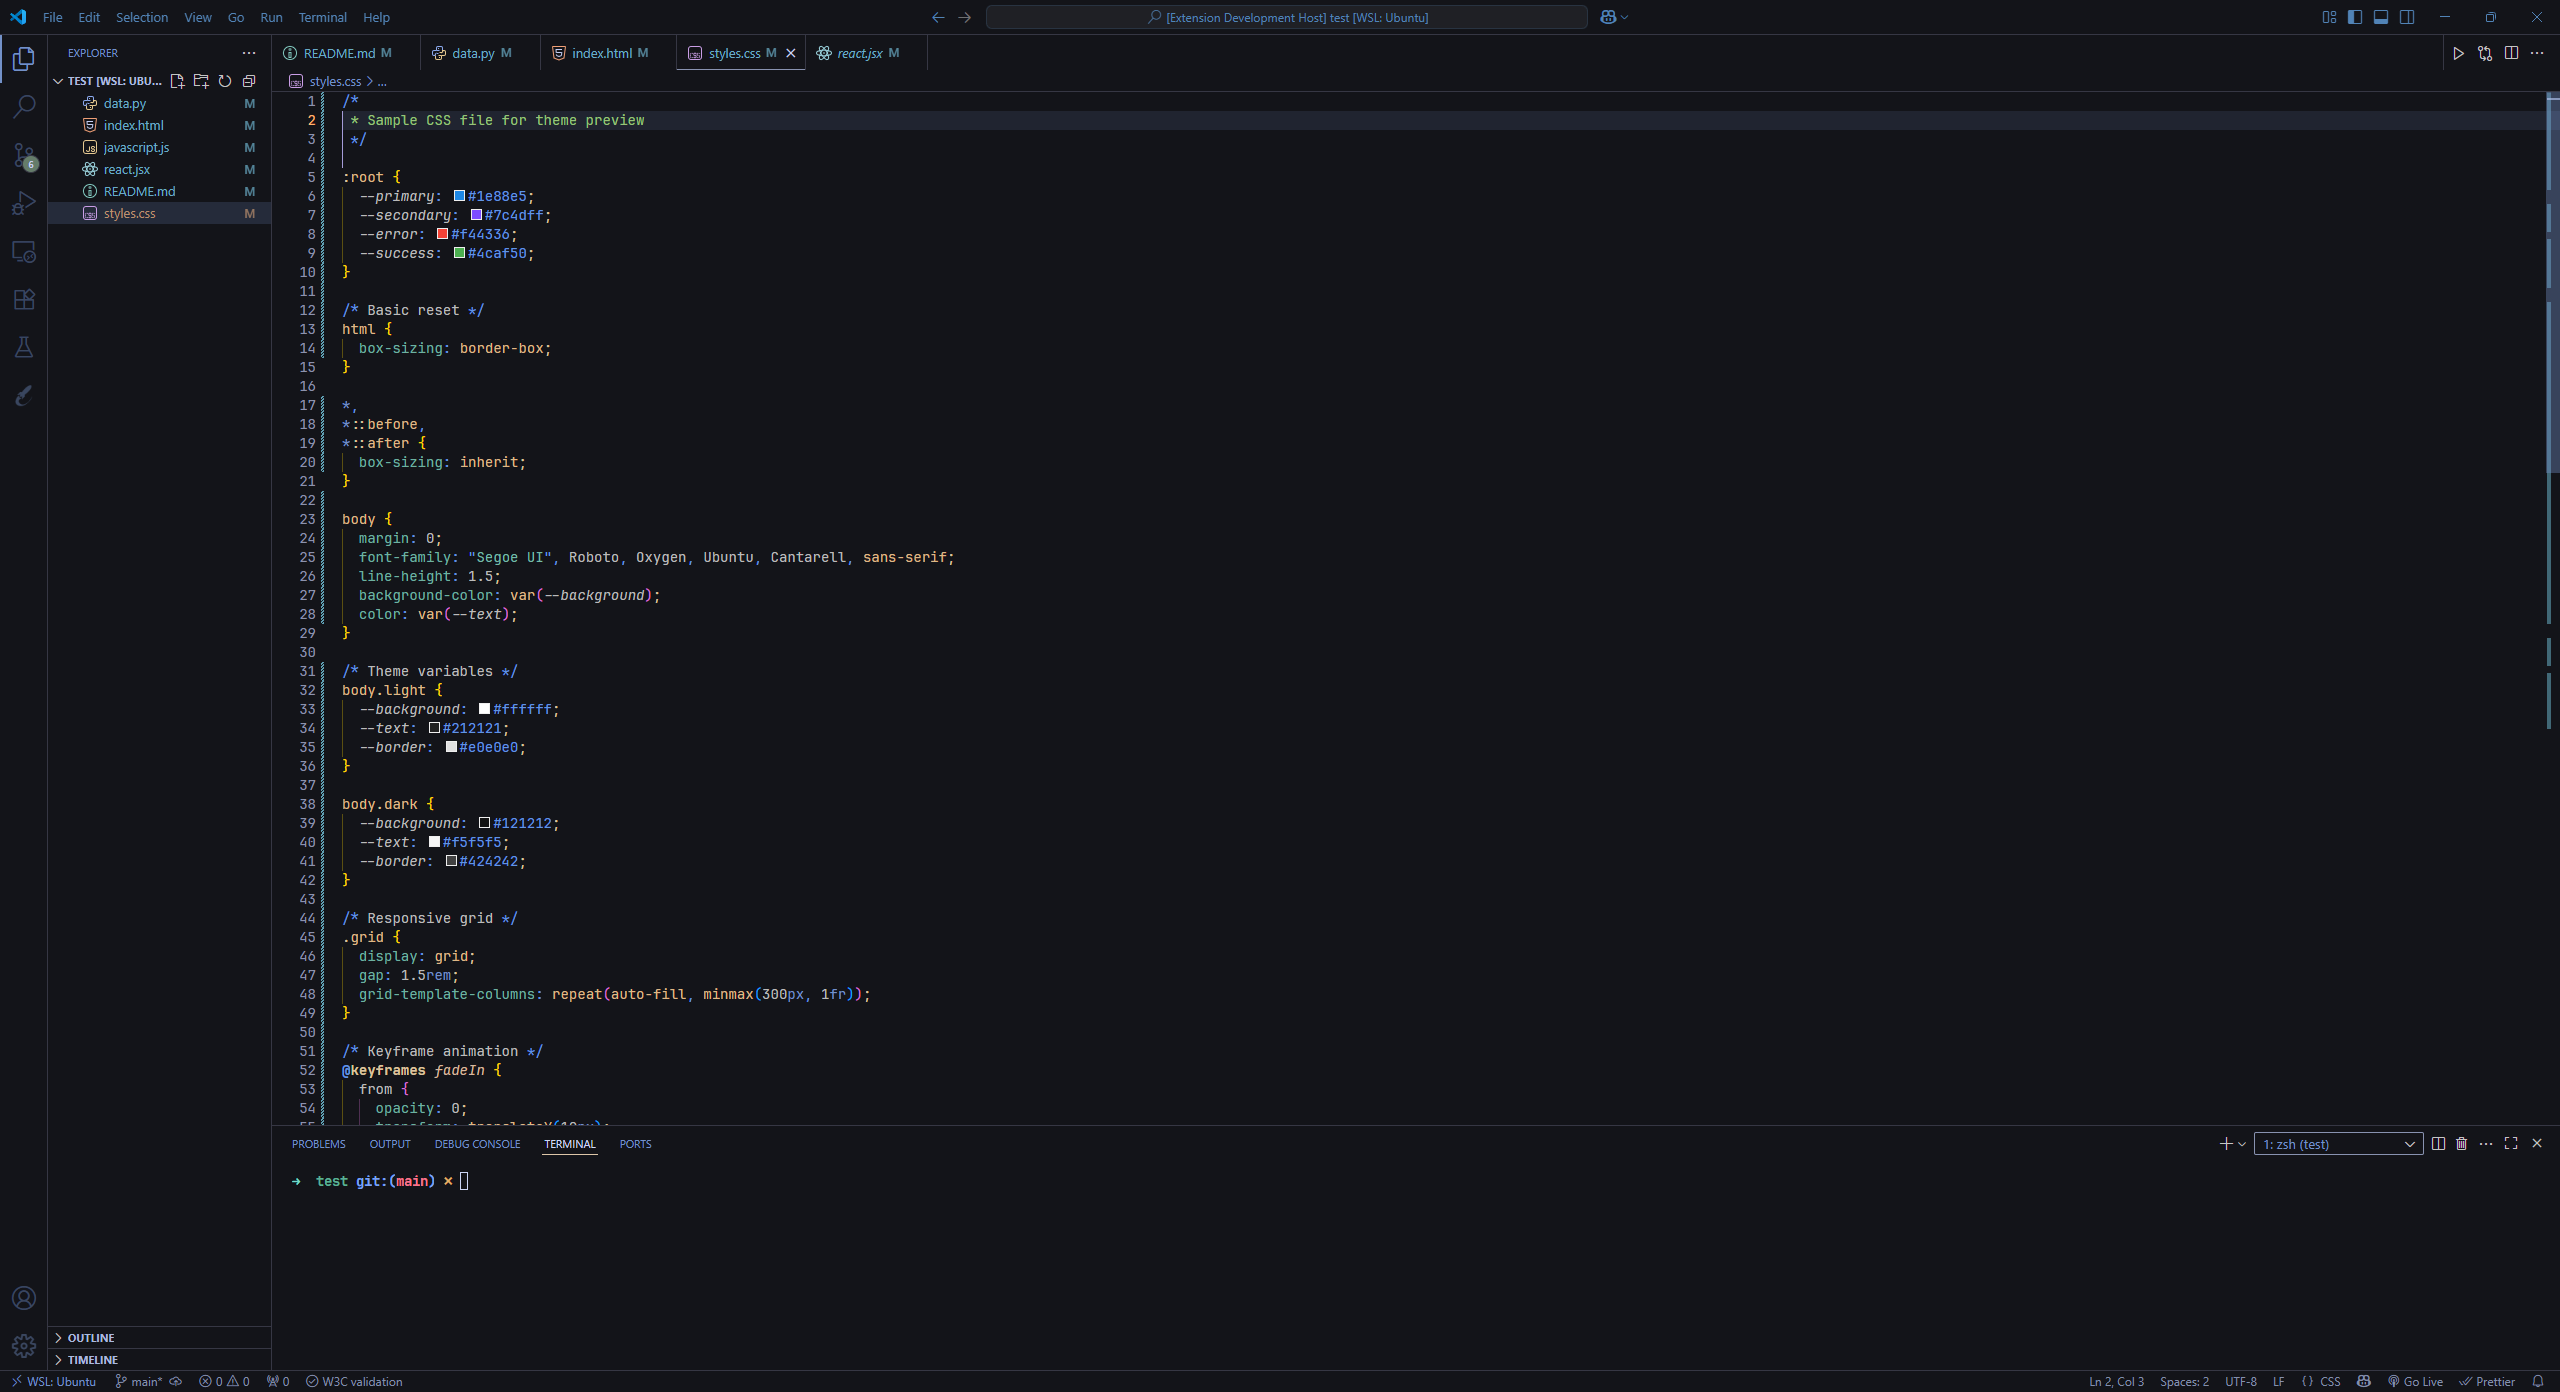 File Edit Selection View Go Run Terminal Help
[Extension Development Host] test [WSL: Ubuntu]
EXPLORER
TEST [WSL: UBU...
data.py M
index.html M
javascript.js M
react.jsx M
README.md M
styles.css M
6
OUTLINE
TIMELINE
README.md M data.py M index.html M styles.css M react.jsx M
styles.css > ...
1 /*
2  * Sample CSS file for theme preview
3  */
4
5 :root {
6   --primary: #1e88e5;
7   --secondary: #7c4dff;
8   --error: #f44336;
9   --success: #4caf50;
10 }
11
12 /* Basic reset */
13 html {
14   box-sizing: border-box;
15 }
16
17 *,
18 *::before,
19 *::after {
20   box-sizing: inherit;
21 }
22
23 body {
24   margin: 0;
25   font-family: "Segoe UI", Roboto, Oxygen, Ubuntu, Cantarell, sans-serif;
26   line-height: 1.5;
27   background-color: var(--background);
28   color: var(--text);
29 }
30
31 /* Theme variables */
32 body.light {
33   --background: #ffffff;
34   --text: #212121;
35   --border: #e0e0e0;
36 }
37
38 body.dark {
39   --background: #121212;
40   --text: #f5f5f5;
41   --border: #424242;
42 }
43
44 /* Responsive grid */
45 .grid {
46   display: grid;
47   gap: 1.5rem;
48   grid-template-columns: repeat(auto-fill, minmax(300px, 1fr));
49 }
50
51 /* Keyframe animation */
52 @keyframes fadeIn {
53   from {
54     opacity: 0;
PROBLEMS OUTPUT DEBUG CONSOLE TERMINAL PORTS
1: zsh (test)
➜ test git:(main) ×
WSL: Ubuntu main* 0 0 0 W3C validation
Ln 2, Col 3 Spaces: 2 UTF-8 LF {} CSS Go Live Prettier